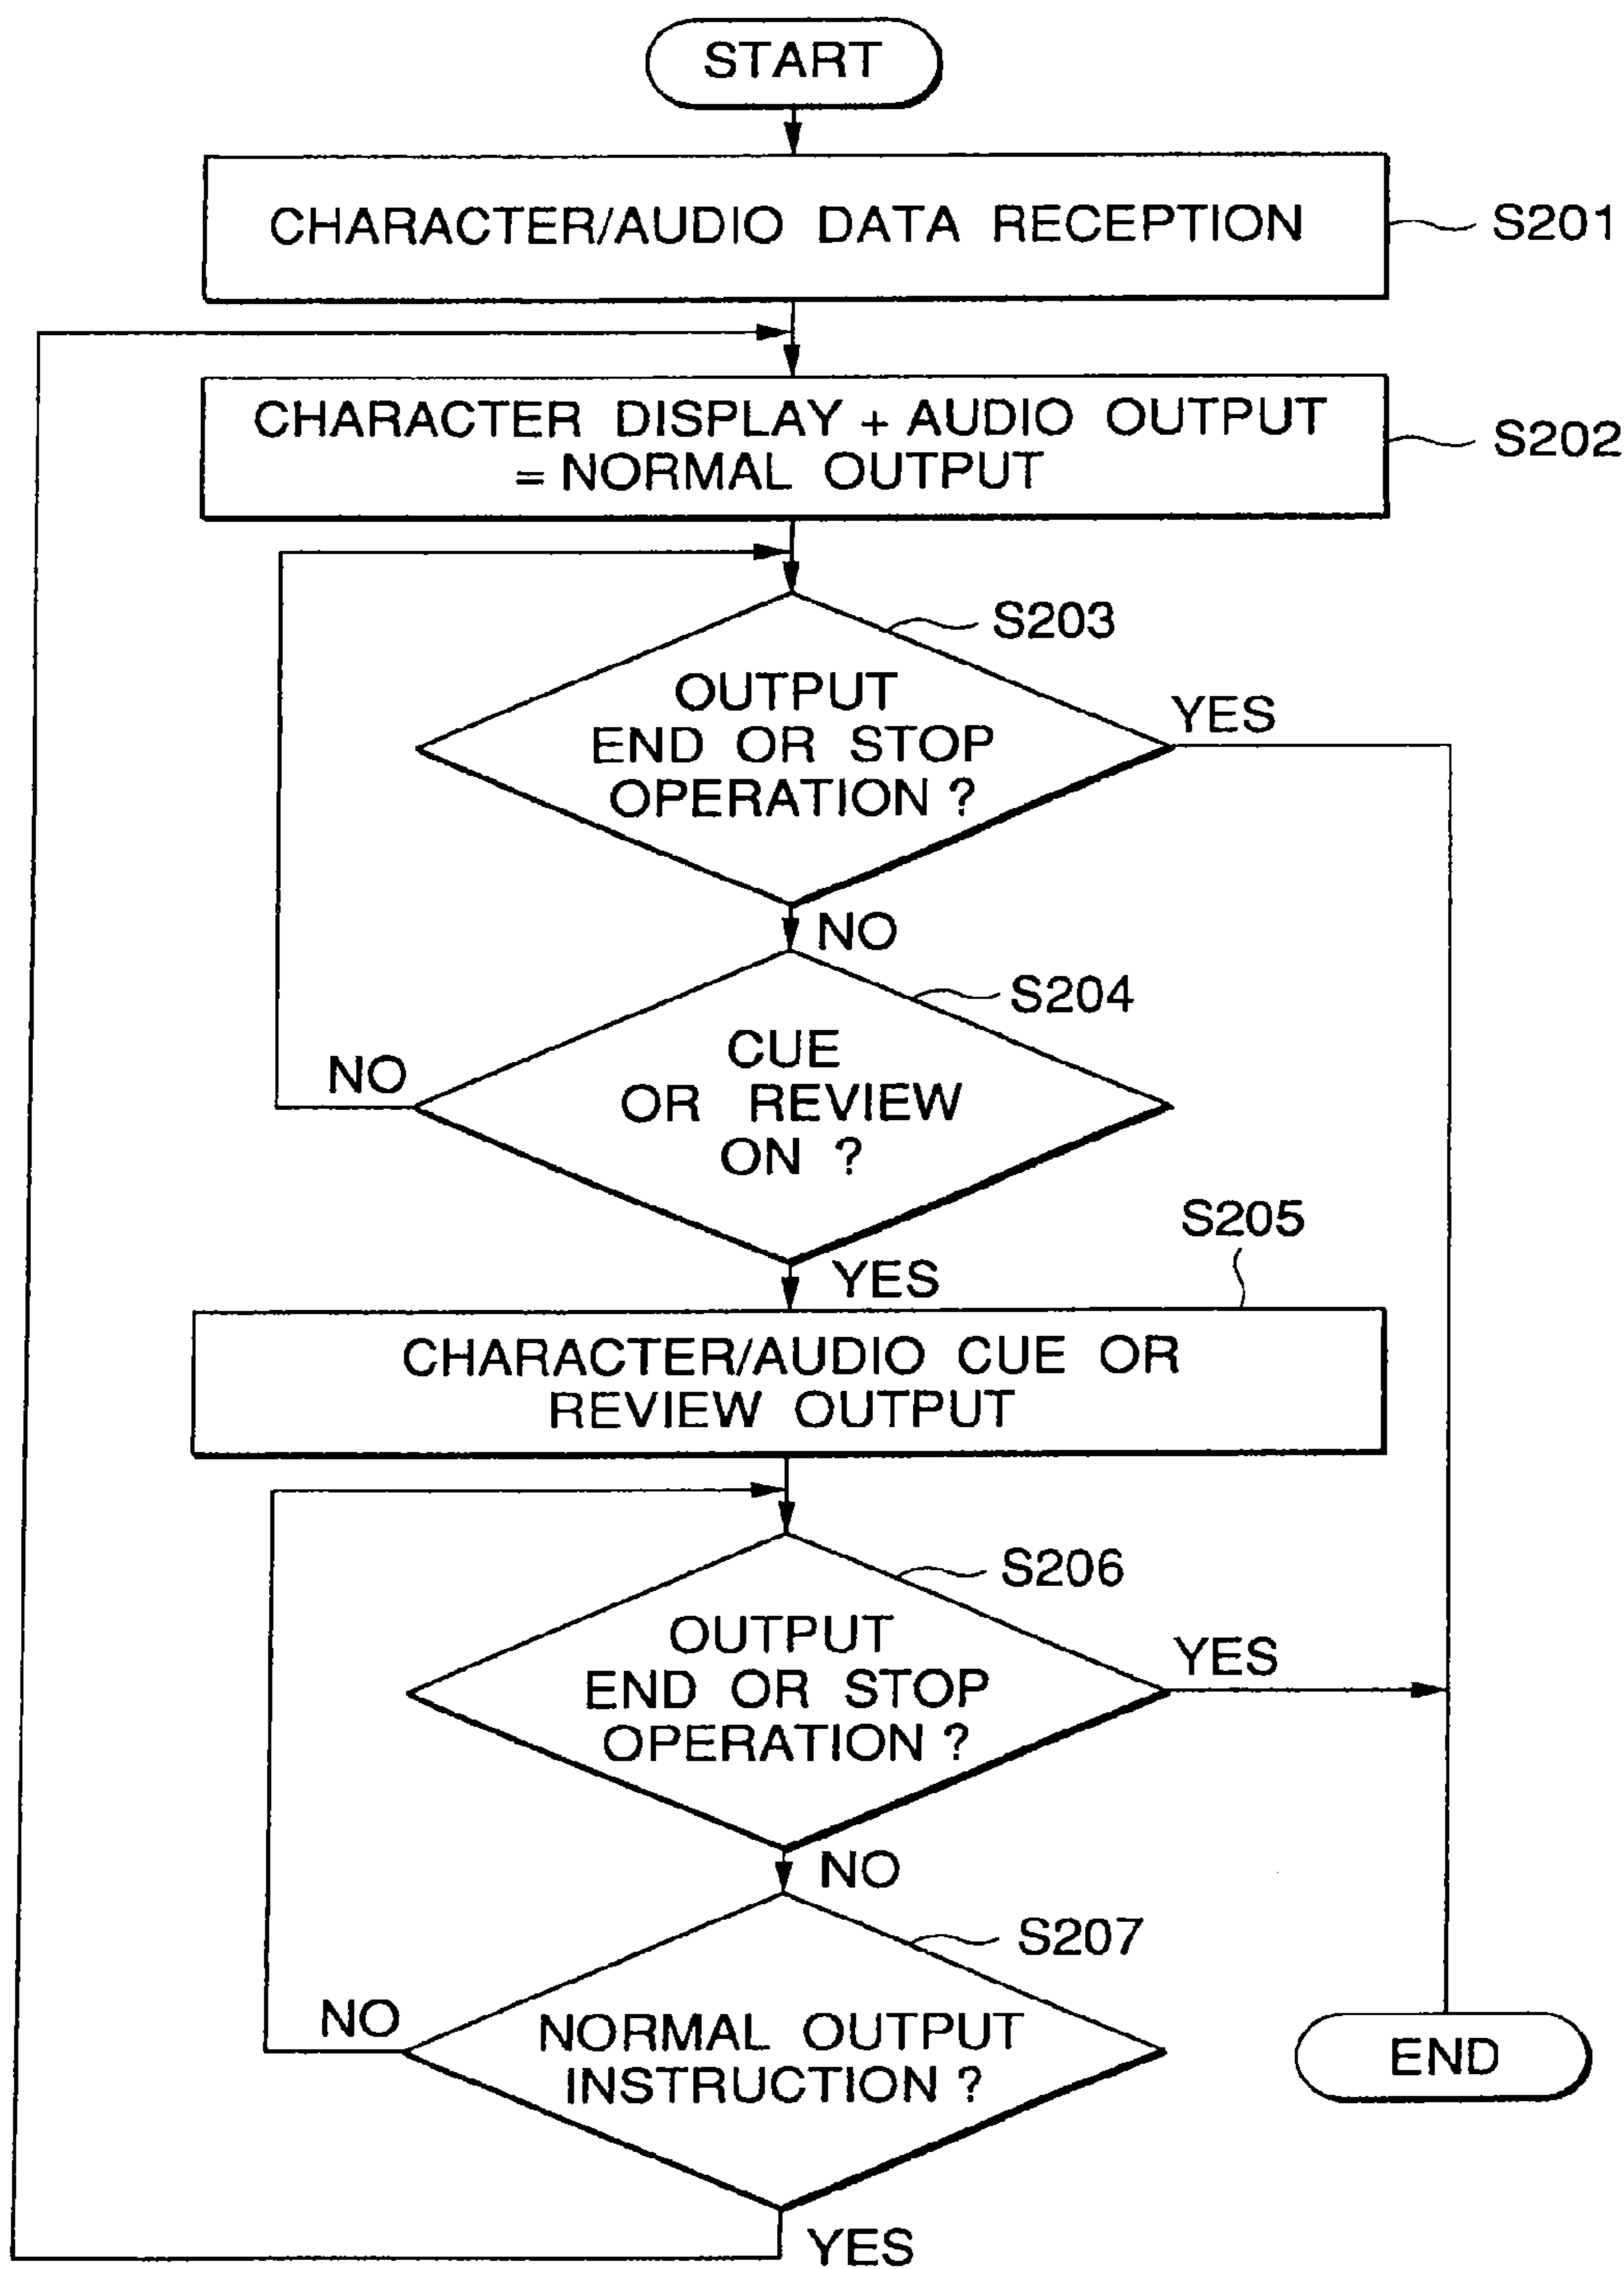 START
CHARACTER/AUDIO DATA RECEPTION
S201
CHARACTER DISPLAY + AUDIO OUTPUT
= NORMAL OUTPUT
S202
S203
OUTPUT
END OR STOP
OPERATION ?
YES
NO
S204
CUE
OR REVIEW
ON ?
NO
YES
S205
CHARACTER/AUDIO CUE OR
REVIEW OUTPUT
S206
OUTPUT
END OR STOP
OPERATION ?
YES
NO
S207
NORMAL OUTPUT
INSTRUCTION ?
NO
END
YES